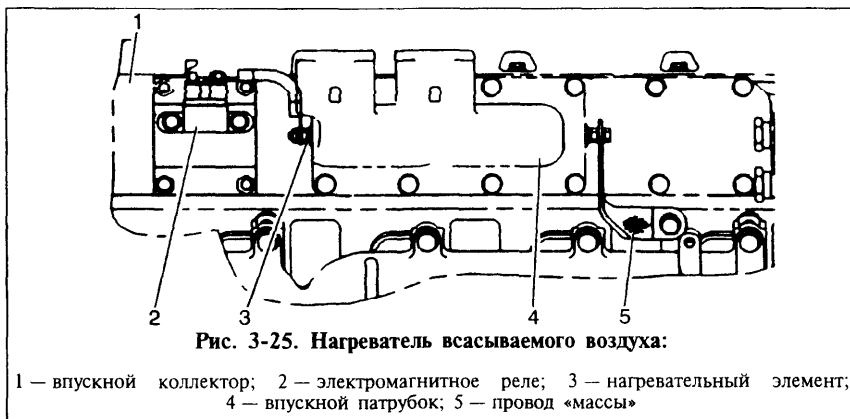 1
2
3
4
5
Рис. 3-25. Нагреватель всасываемого воздуха:
1 — впускной коллектор; 2 — электромагнитное реле; 3 — нагревательный элемент;
4 — впускной патрубок; 5 — провод «массы»